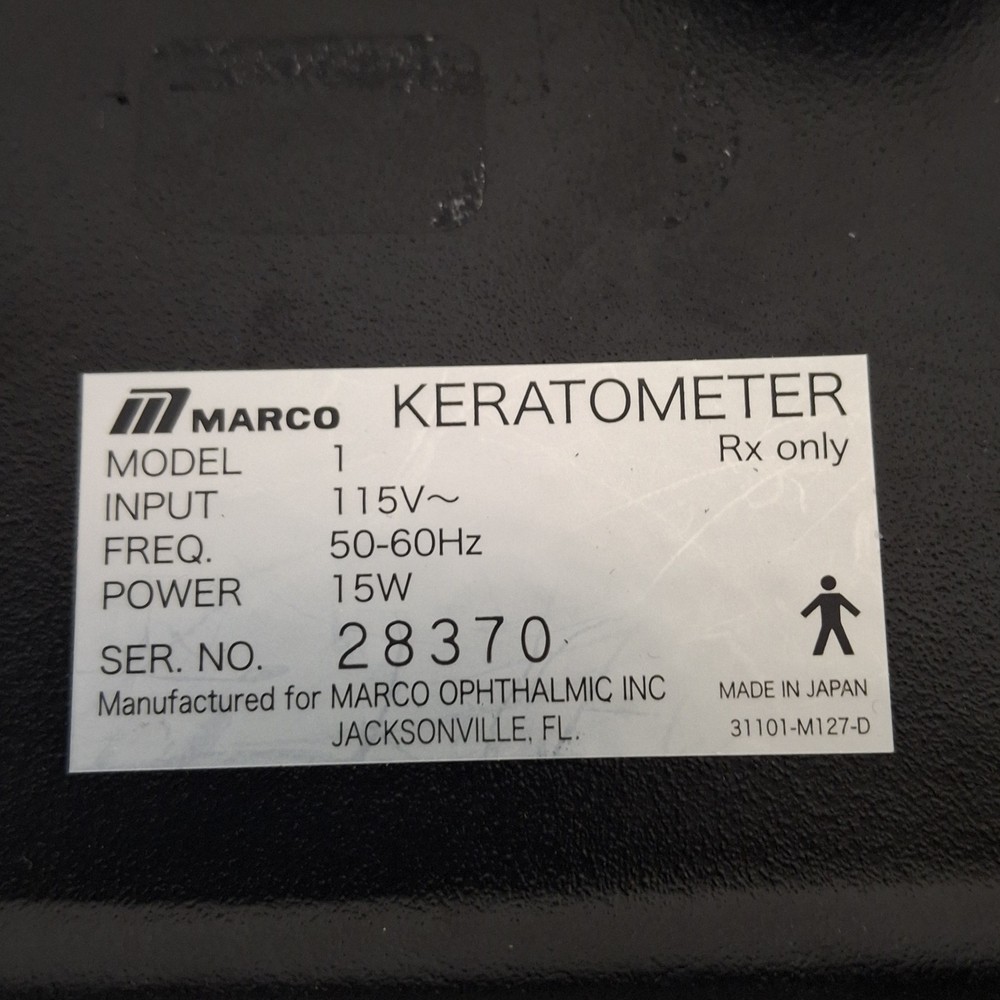 MARCO KERATOMETER
Rx only
MODEL 1
INPUT 115V~
FREQ. 50-60Hz
POWER 15W
SER. NO. 28370
Manufactured for MARCO OPHTHALMIC INC
JACKSONVILLE, FL.
MADE IN JAPAN
31101-M127-D